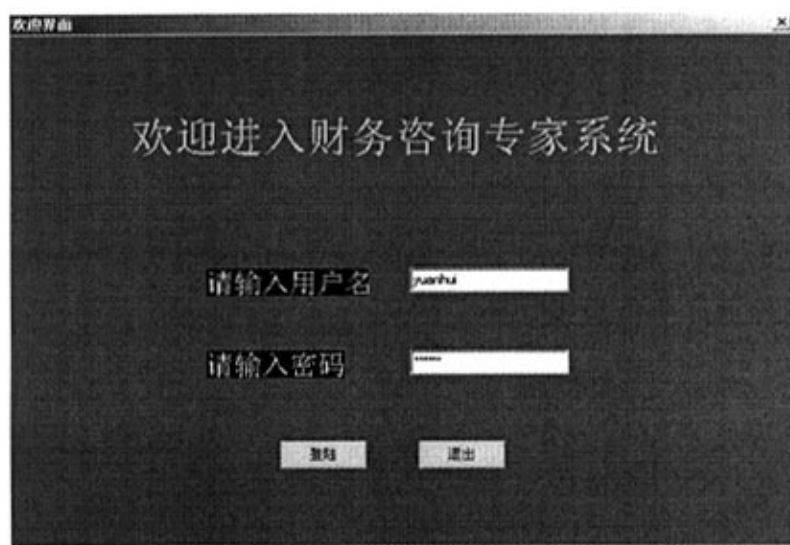 欢迎界面
欢迎进入财务咨询专家系统
请输入用户名 yuanhui
请输入密码 ******
登陆 退出